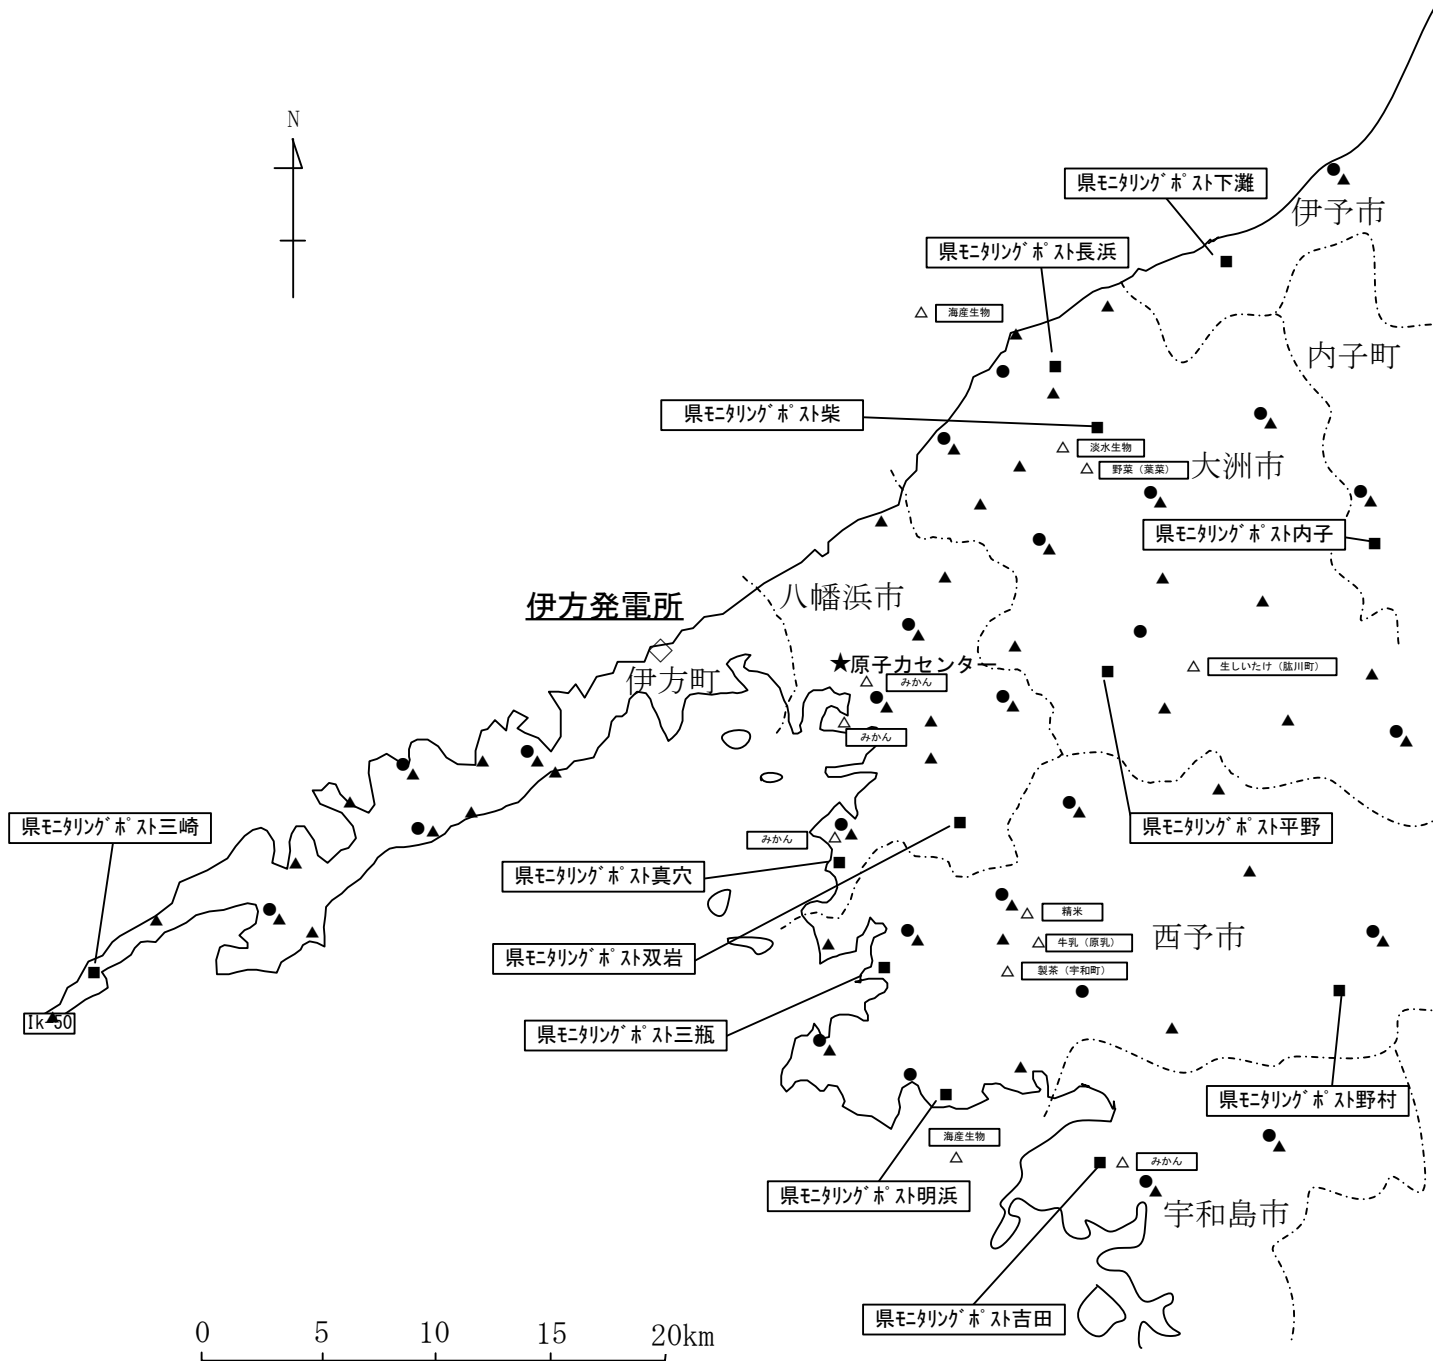 N
県モニタリングポスト下灘
伊予市
県モニタリングポスト長浜
海産生物
内子町
県モニタリングポスト柴
淡水生物
野菜（葉菜）
大洲市
県モニタリングポスト内子
八幡浜市
伊方発電所
★原子力センター
生しいたけ（肱川町）
伊方町
みかん
みかん
県モニタリングポスト三崎
県モニタリングポスト平野
みかん
県モニタリングポスト真穴
精米
西予市
牛乳（原乳）
県モニタリングポスト双岩
製茶（宇和町）
Ik-50
県モニタリングポスト三瓶
県モニタリングポスト野村
海産生物
みかん
県モニタリングポスト明浜
宇和島市
県モニタリングポスト吉田
0 5 10 15 20km